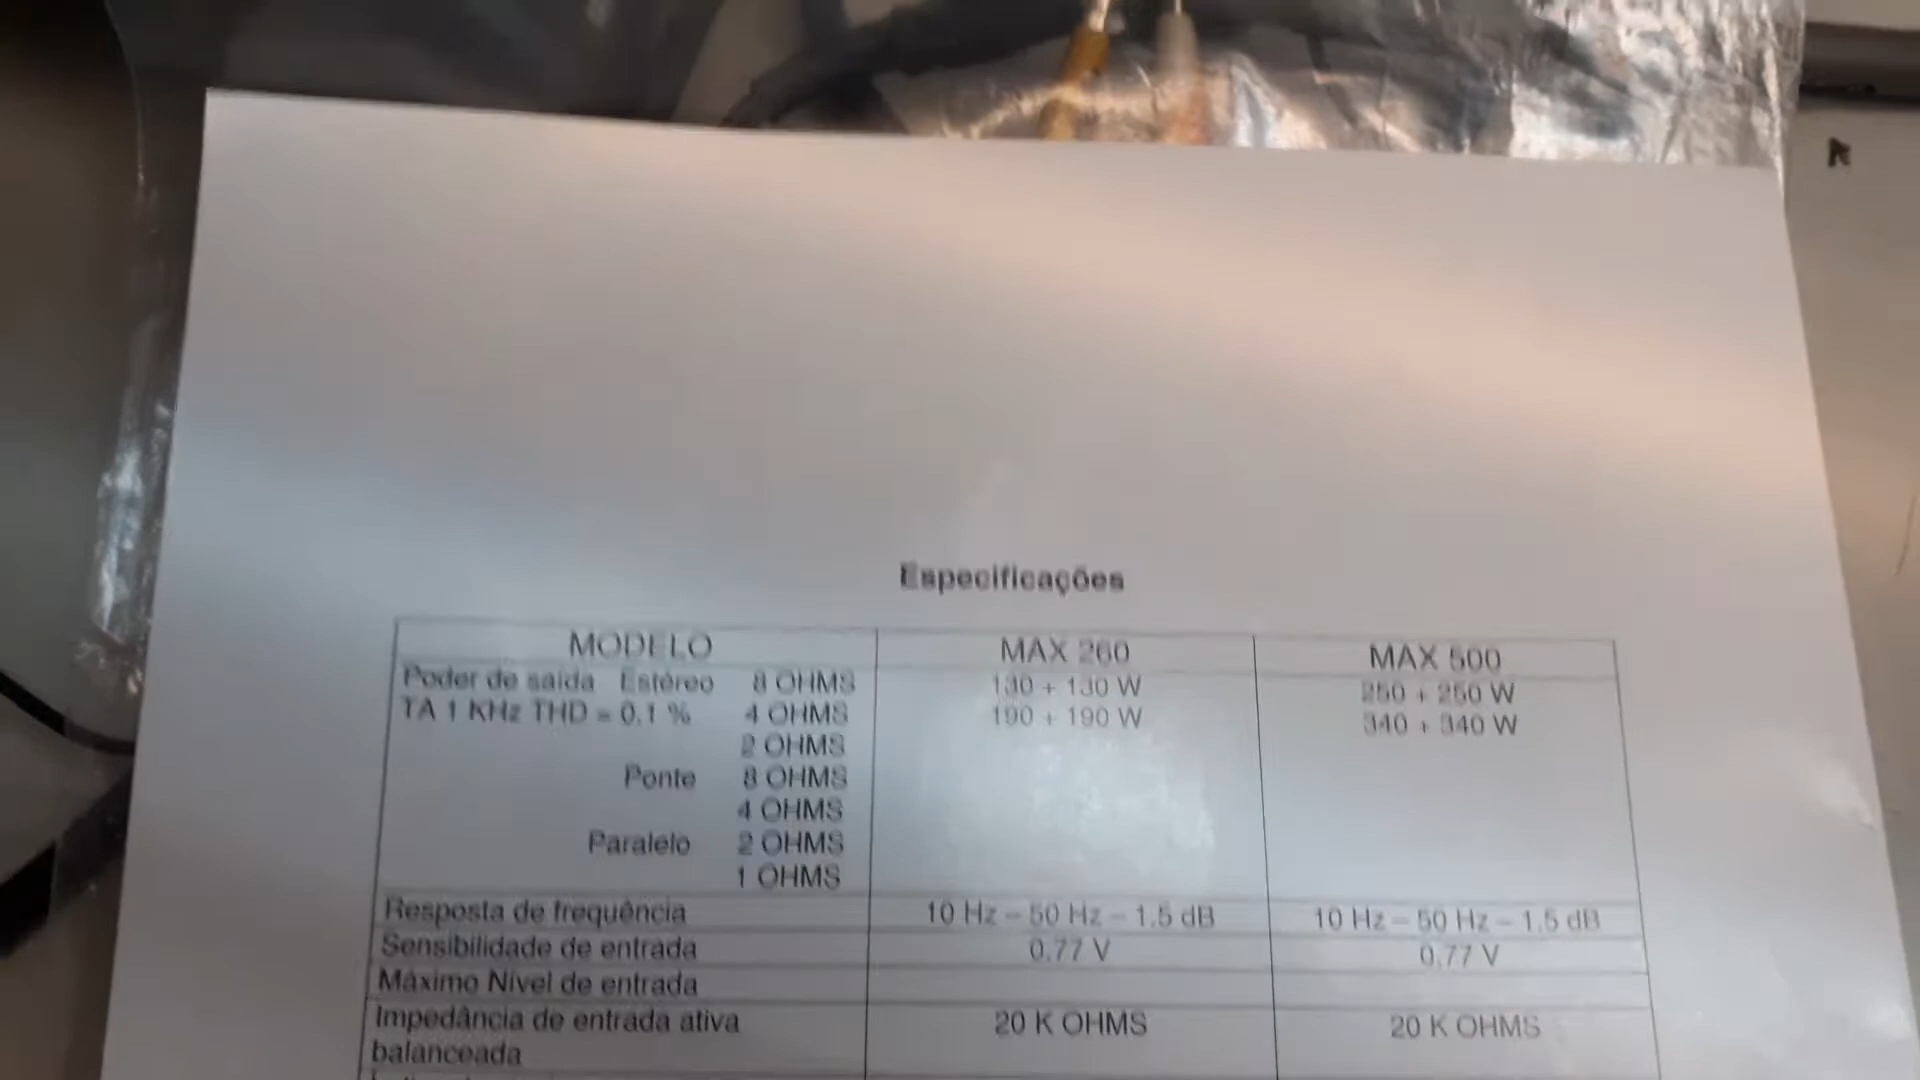 Especificações
MODELO MAX 260 MAX 500
Poder de saída Estéreo 8 OHMS 130 + 130 W 250 + 250 W
TA 1 KHz THD = 0.1 % 4 OHMS 190 + 190 W 340 + 340 W
2 OHMS
Ponte 8 OHMS
4 OHMS
Paralelo 2 OHMS
1 OHMS
Resposta de frequência 10 Hz – 50 Hz – 1.5 dB 10 Hz – 50 Hz – 1.5 dB
Sensibilidade de entrada 0.77 V 0.77 V
Máximo Nível de entrada
Impedância de entrada ativa 20 K OHMS 20 K OHMS
balanceada